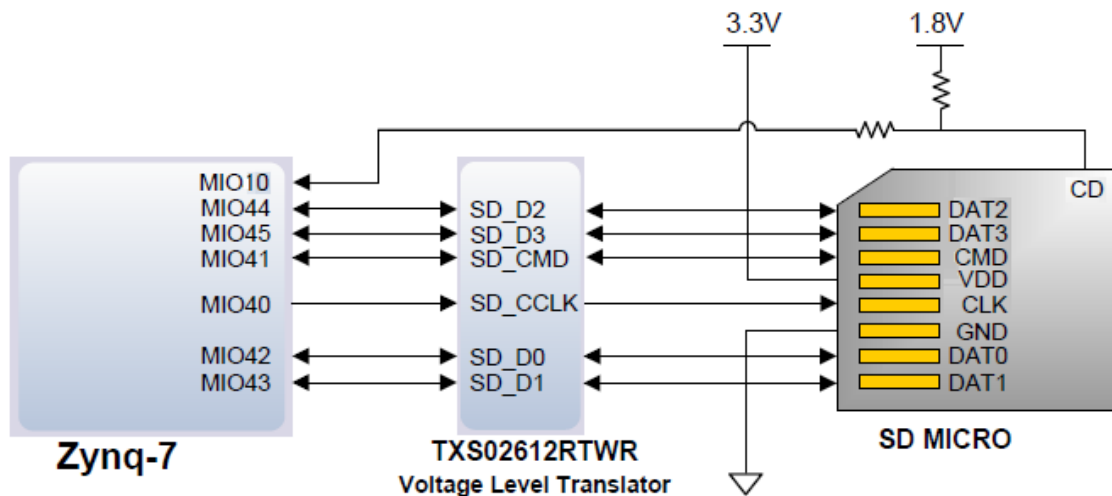 3.3V
1.8V
MIO10
MIO44
MIO45
MIO41
MIO40
MIO42
MIO43
Zynq-7
SD_D2
SD_D3
SD_CMD
SD_CCLK
SD_D0
SD_D1
TXS02612RTWR
Voltage Level Translator
CD
DAT2
DAT3
CMD
VDD
CLK
GND
DAT0
DAT1
SD MICRO